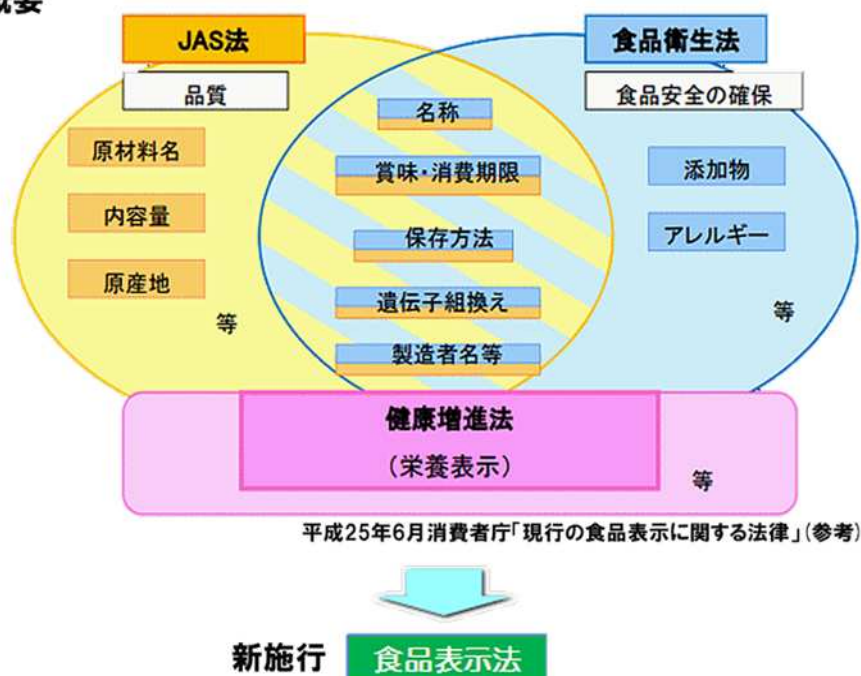 概要
JAS法
食品衛生法
品質
食品安全の確保
原材料名
内容量
原産地
等
名称
賞味・消費期限
保存方法
遺伝子組換え
製造者名等
添加物
アレルギー
等
健康増進法
(栄養表示)
等
平成25年6月消費者庁「現行の食品表示に関する法律」(参考)
新施行 食品表示法